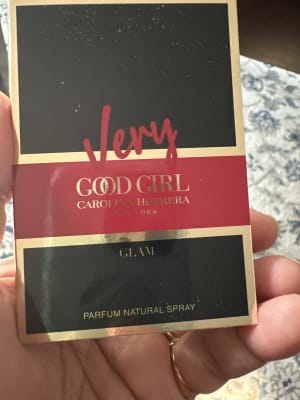 Very
GOOD GIRL
CAROLINA HERRERA
NEW YORK
GLAM
PARFUM NATURAL SPRAY